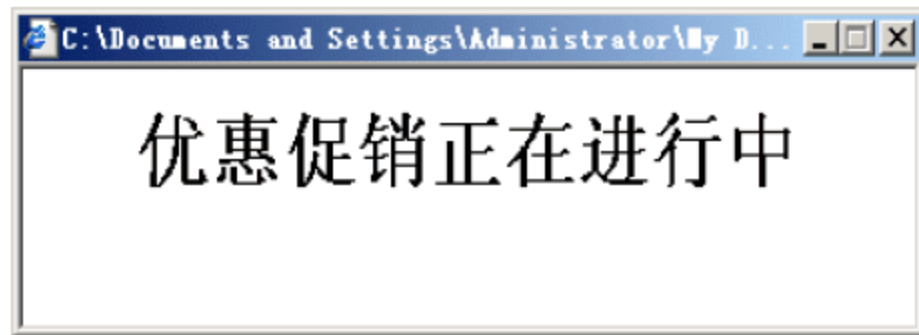 C:\Documents and Settings\Administrator\My D...
优惠促销正在进行中